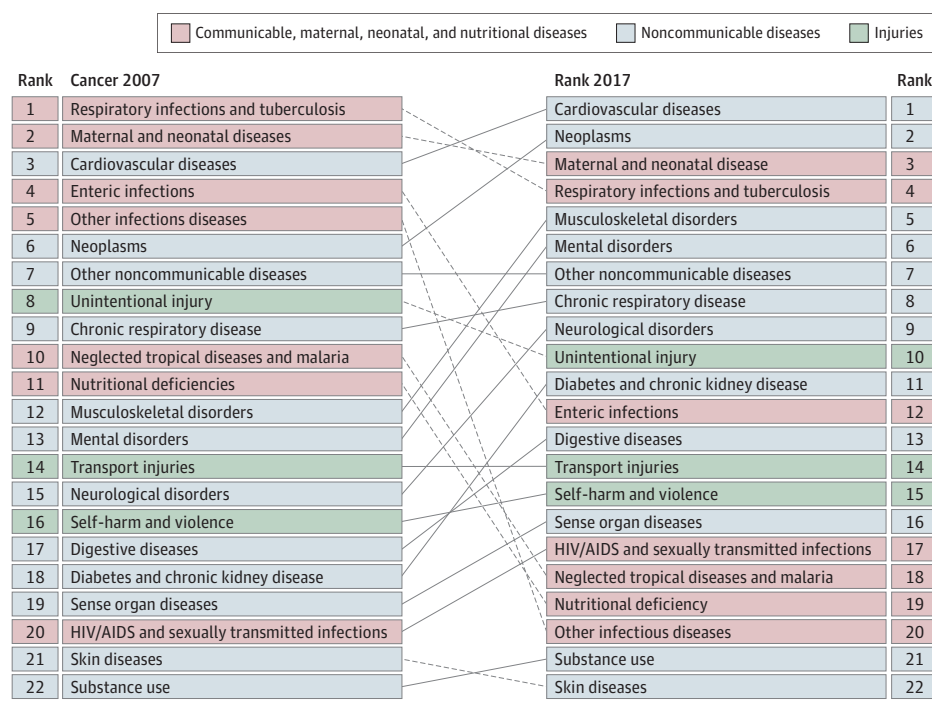 Communicable, maternal, neonatal, and nutritional diseases Noncommunicable diseases Injuries
Rank Cancer 2007 Rank 2017 Rank
1 Respiratory infections and tuberculosis Cardiovascular diseases 1
2 Maternal and neonatal diseases Neoplasms 2
3 Cardiovascular diseases Maternal and neonatal disease 3
4 Enteric infections Respiratory infections and tuberculosis 4
5 Other infections diseases Musculoskeletal disorders 5
6 Neoplasms Mental disorders 6
7 Other noncommunicable diseases Other noncommunicable diseases 7
8 Unintentional injury Chronic respiratory disease 8
9 Chronic respiratory disease Neurological disorders 9
10 Neglected tropical diseases and malaria Unintentional injury 10
11 Nutritional deficiencies Diabetes and chronic kidney disease 11
12 Musculoskeletal disorders Enteric infections 12
13 Mental disorders Digestive diseases 13
14 Transport injuries Transport injuries 14
15 Neurological disorders Self-harm and violence 15
16 Self-harm and violence Sense organ diseases 16
17 Digestive diseases HIV/AIDS and sexually transmitted infections 17
18 Diabetes and chronic kidney disease Neglected tropical diseases and malaria 18
19 Sense organ diseases Nutritional deficiency 19
20 HIV/AIDS and sexually transmitted infections Other infectious diseases 20
21 Skin diseases Substance use 21
22 Substance use Skin diseases 22